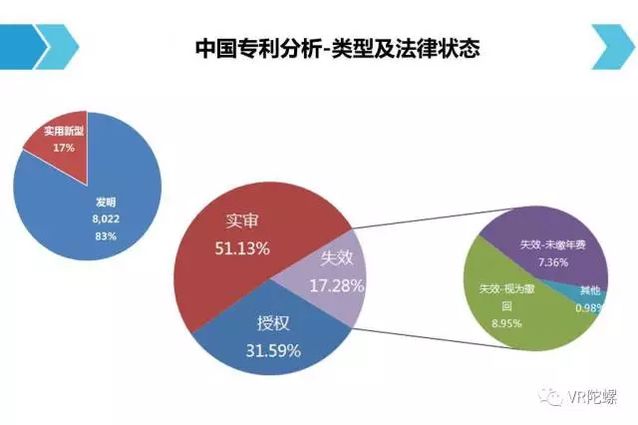 中国专利分析-类型及法律状态
实用新型
17%
发明
8,022
83%
实审
51.13%
失效
17.28%
授权
31.59%
失效-未缴年费
7.36%
其他
0.98%
失效-视为撤
回
8.95%
VR陀螺